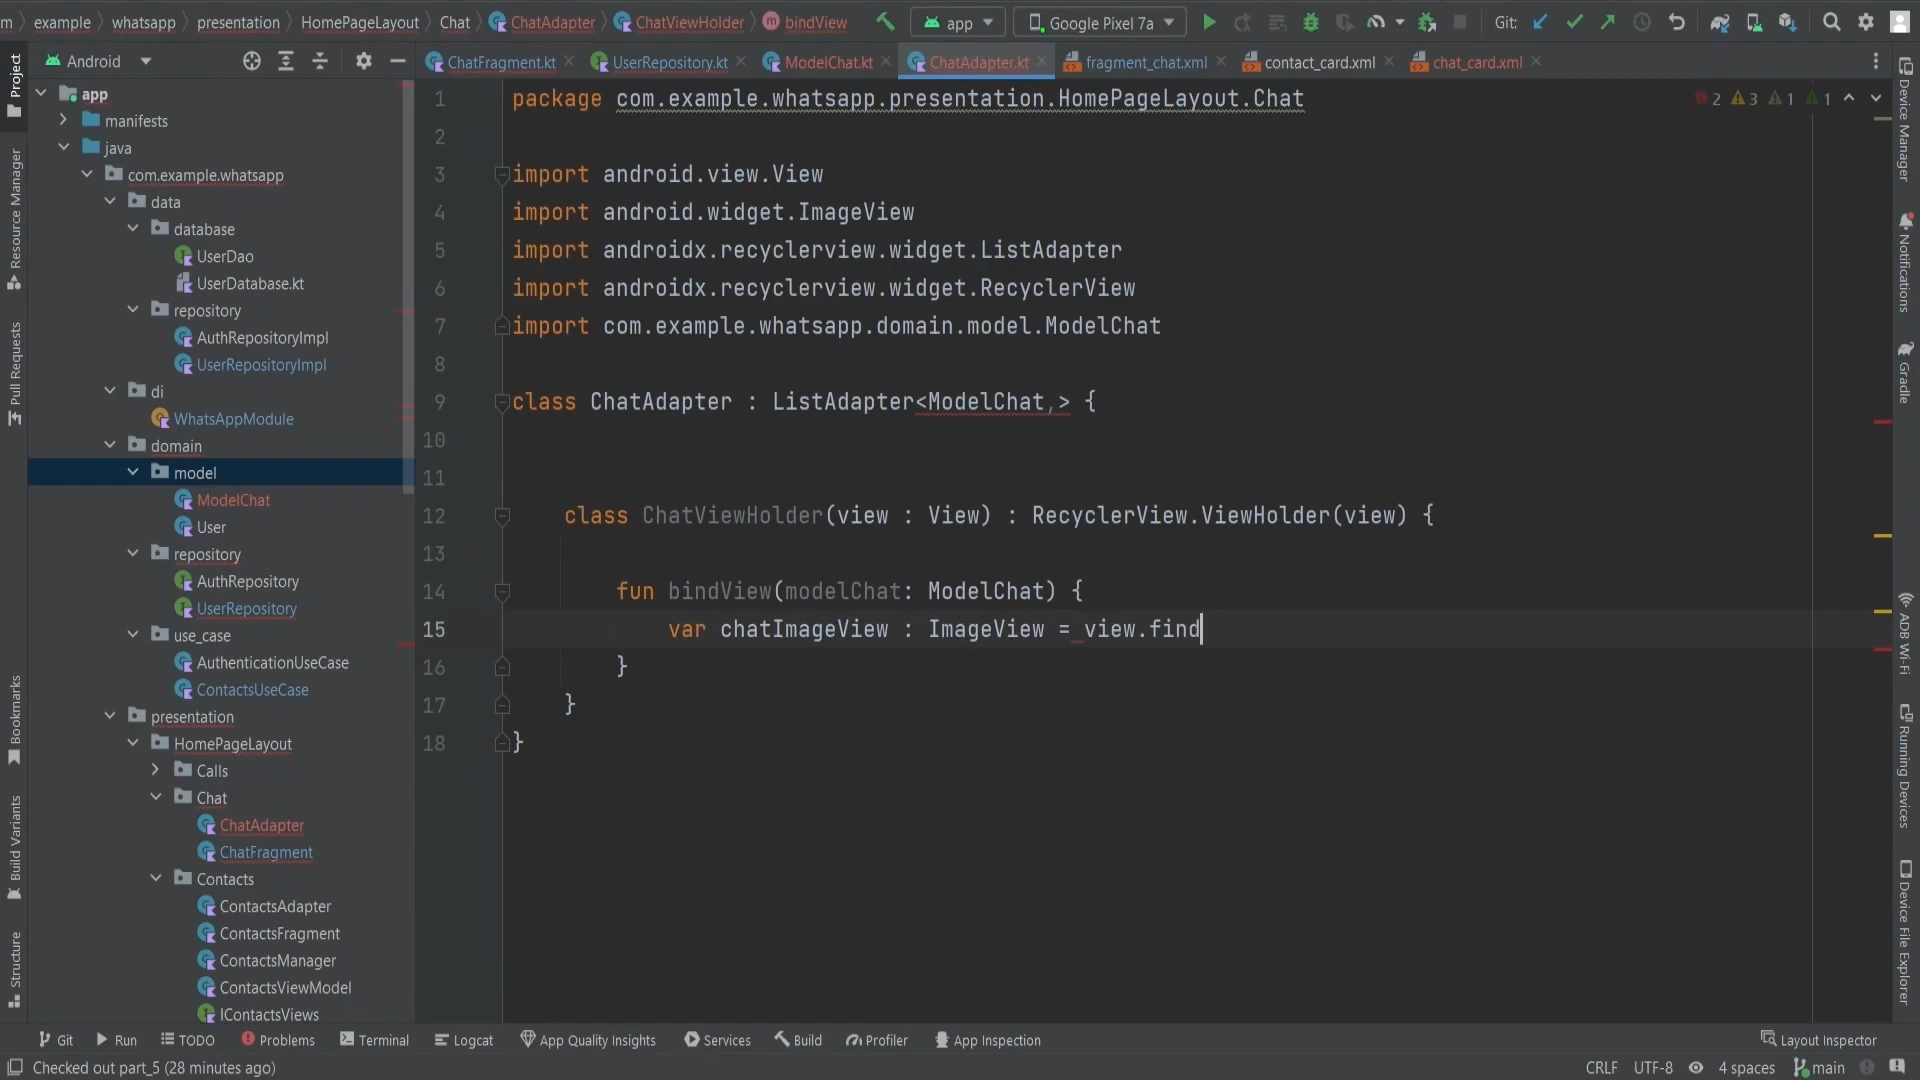 m
example
whatsapp
presentation
HomePageLayout
Chat
ChatAdapter
ChatViewHolder
bindView
app
Google Pixel 7a
Git:
Android
ChatFragment.kt
UserRepository.kt
ModelChat.kt
ChatAdapter.kt
fragment_chat.xml
contact_card.xml
chat_card.xml
Project
Resource Manager
Pull Requests
Bookmarks
Build Variants
Structure
app
manifests
java
com.example.whatsapp
data
database
UserDao
UserDatabase.kt
repository
AuthRepositoryImpl
UserRepositoryImpl
di
WhatsAppModule
domain
model
ModelChat
User
repository
AuthRepository
UserRepository
use_case
AuthenticationUseCase
ContactsUseCase
presentation
HomePageLayout
Calls
Chat
ChatAdapter
ChatFragment
Contacts
ContactsAdapter
ContactsFragment
ContactsManager
ContactsViewModel
IContactsViews
2 3 1 1
1 package com.example.whatsapp.presentation.HomePageLayout.Chat
2
3 import android.view.View
4 import android.widget.ImageView
5 import androidx.recyclerview.widget.ListAdapter
6 import androidx.recyclerview.widget.RecyclerView
7 import com.example.whatsapp.domain.model.ModelChat
8
9 class ChatAdapter : ListAdapter<ModelChat,> {
10
11
12 class ChatViewHolder(view : View) : RecyclerView.ViewHolder(view) {
13
14 fun bindView(modelChat: ModelChat) {
15 var chatImageView : ImageView = view.find
16 }
17 }
18 }
Device Manager
Notifications
Gradle
ADB Wi-Fi
Running Devices
Device File Explorer
Git
Run
TODO
Problems
Terminal
Logcat
App Quality Insights
Services
Build
Profiler
App Inspection
Layout Inspector
Checked out part_5 (28 minutes ago)
CRLF
UTF-8
4 spaces
main